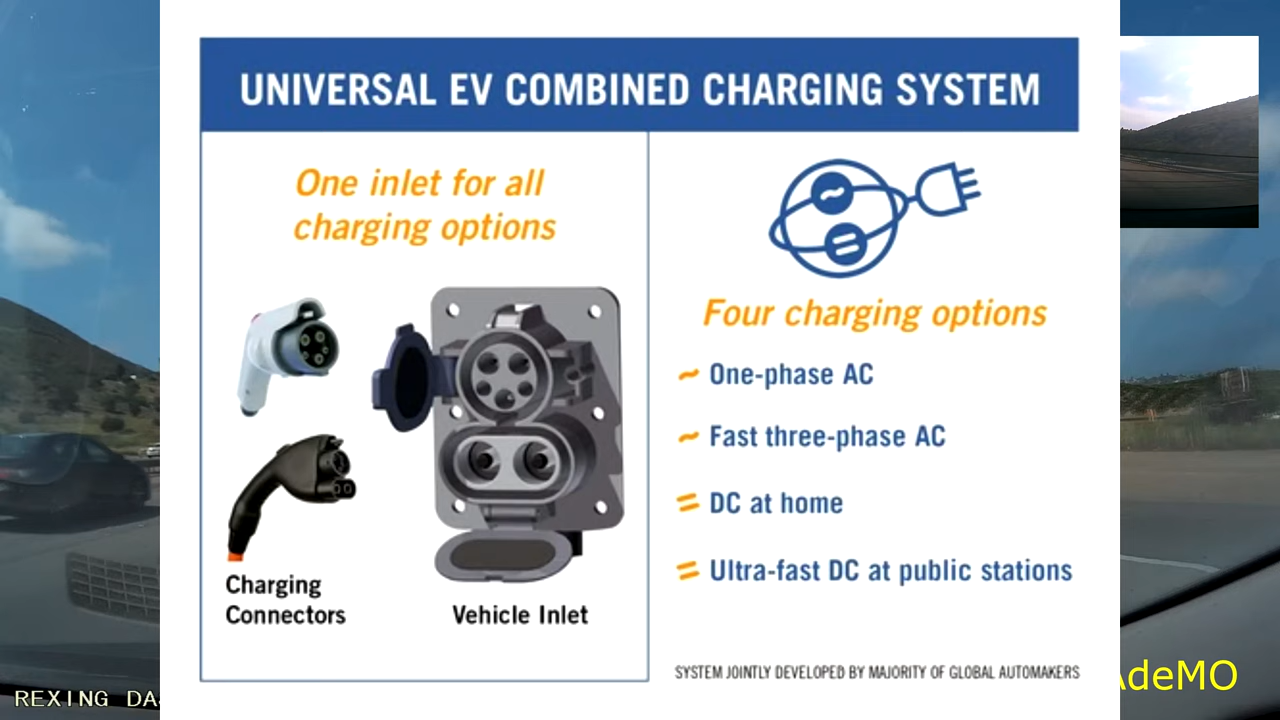 UNIVERSAL EV COMBINED CHARGING SYSTEM
One inlet for all
charging options
Charging
Connectors
Vehicle Inlet
Four charging options
~ One-phase AC
~ Fast three-phase AC
= DC at home
= Ultra-fast DC at public stations
SYSTEM JOINTLY DEVELOPED BY MAJORITY OF GLOBAL AUTOMAKERS
REXING